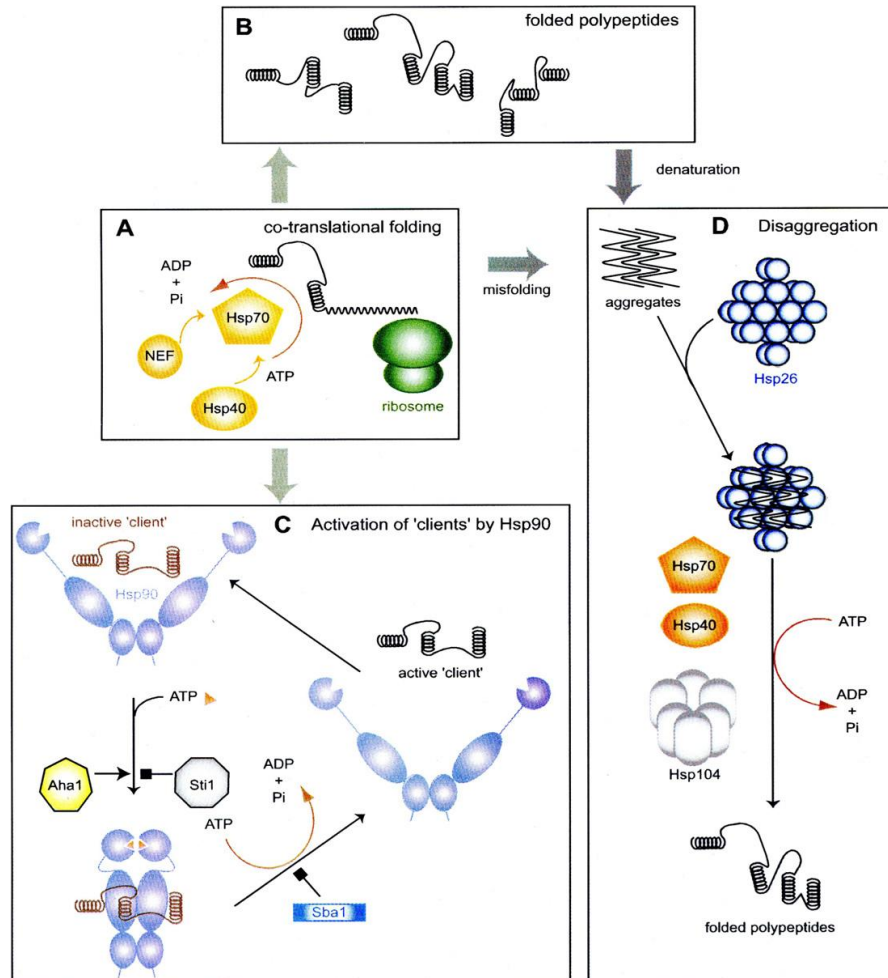 B
folded polypeptides
denaturation
A
co-translational folding
ADP
+
Pi
Hsp70
NEF
ATP
Hsp40
ribosome
misfolding
D Disaggregation
aggregates
Hsp26
Hsp70
Hsp40
ATP
ADP
+
Pi
Hsp104
folded polypeptides
C Activation of 'clients' by Hsp90
inactive 'client'
Hsp90
active 'client'
ATP
Aha1
Sti1
ADP
+
Pi
ATP
Sba1